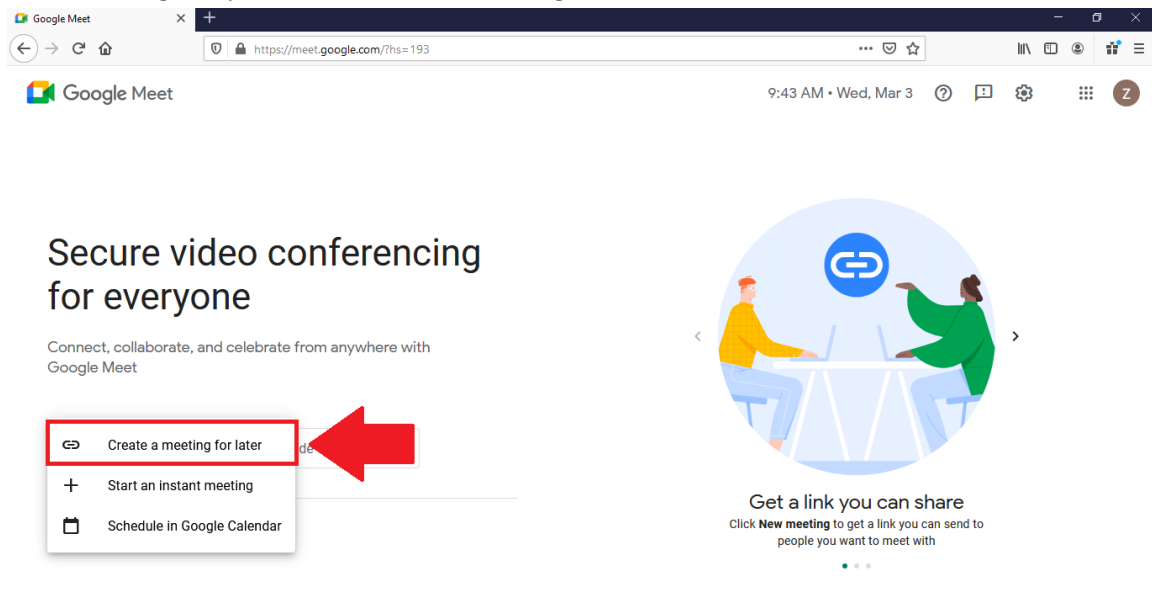 Google Meet
https://meet.google.com/?hs=193
Google Meet
9:43 AM • Wed, Mar 3
Z
Secure video conferencing
for everyone
Connect, collaborate, and celebrate from anywhere with
Google Meet
Create a meeting for later
de
Start an instant meeting
Schedule in Google Calendar
Get a link you can share
Click New meeting to get a link you can send to
people you want to meet with